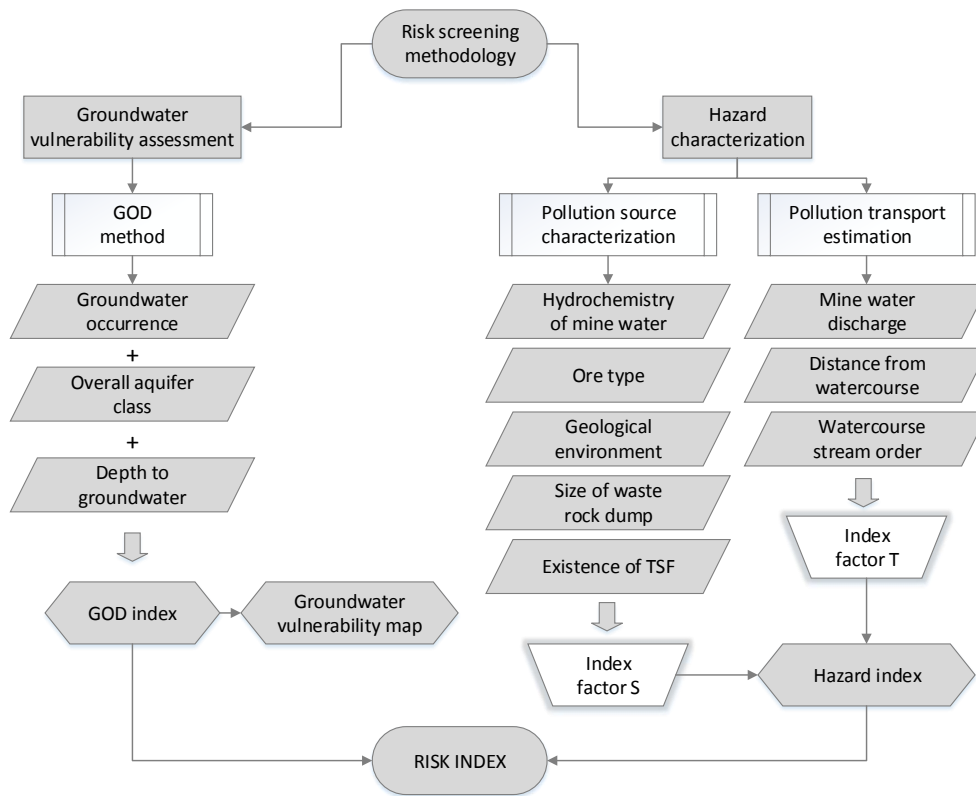 Risk screening
methodology
Groundwater
vulnerability assessment
GOD
method
Groundwater
occurrence
+
Overall aquifer
class
+
Depth to
groundwater
GOD index
Groundwater
vulnerability map
Hazard
characterization
Pollution source
characterization
Hydrochemistry
of mine water
Ore type
Geological
environment
Size of waste
rock dump
Existence of TSF
Index
factor S
Pollution transport
estimation
Mine water
discharge
Distance from
watercourse
Watercourse
stream order
Index
factor T
Hazard index
RISK INDEX